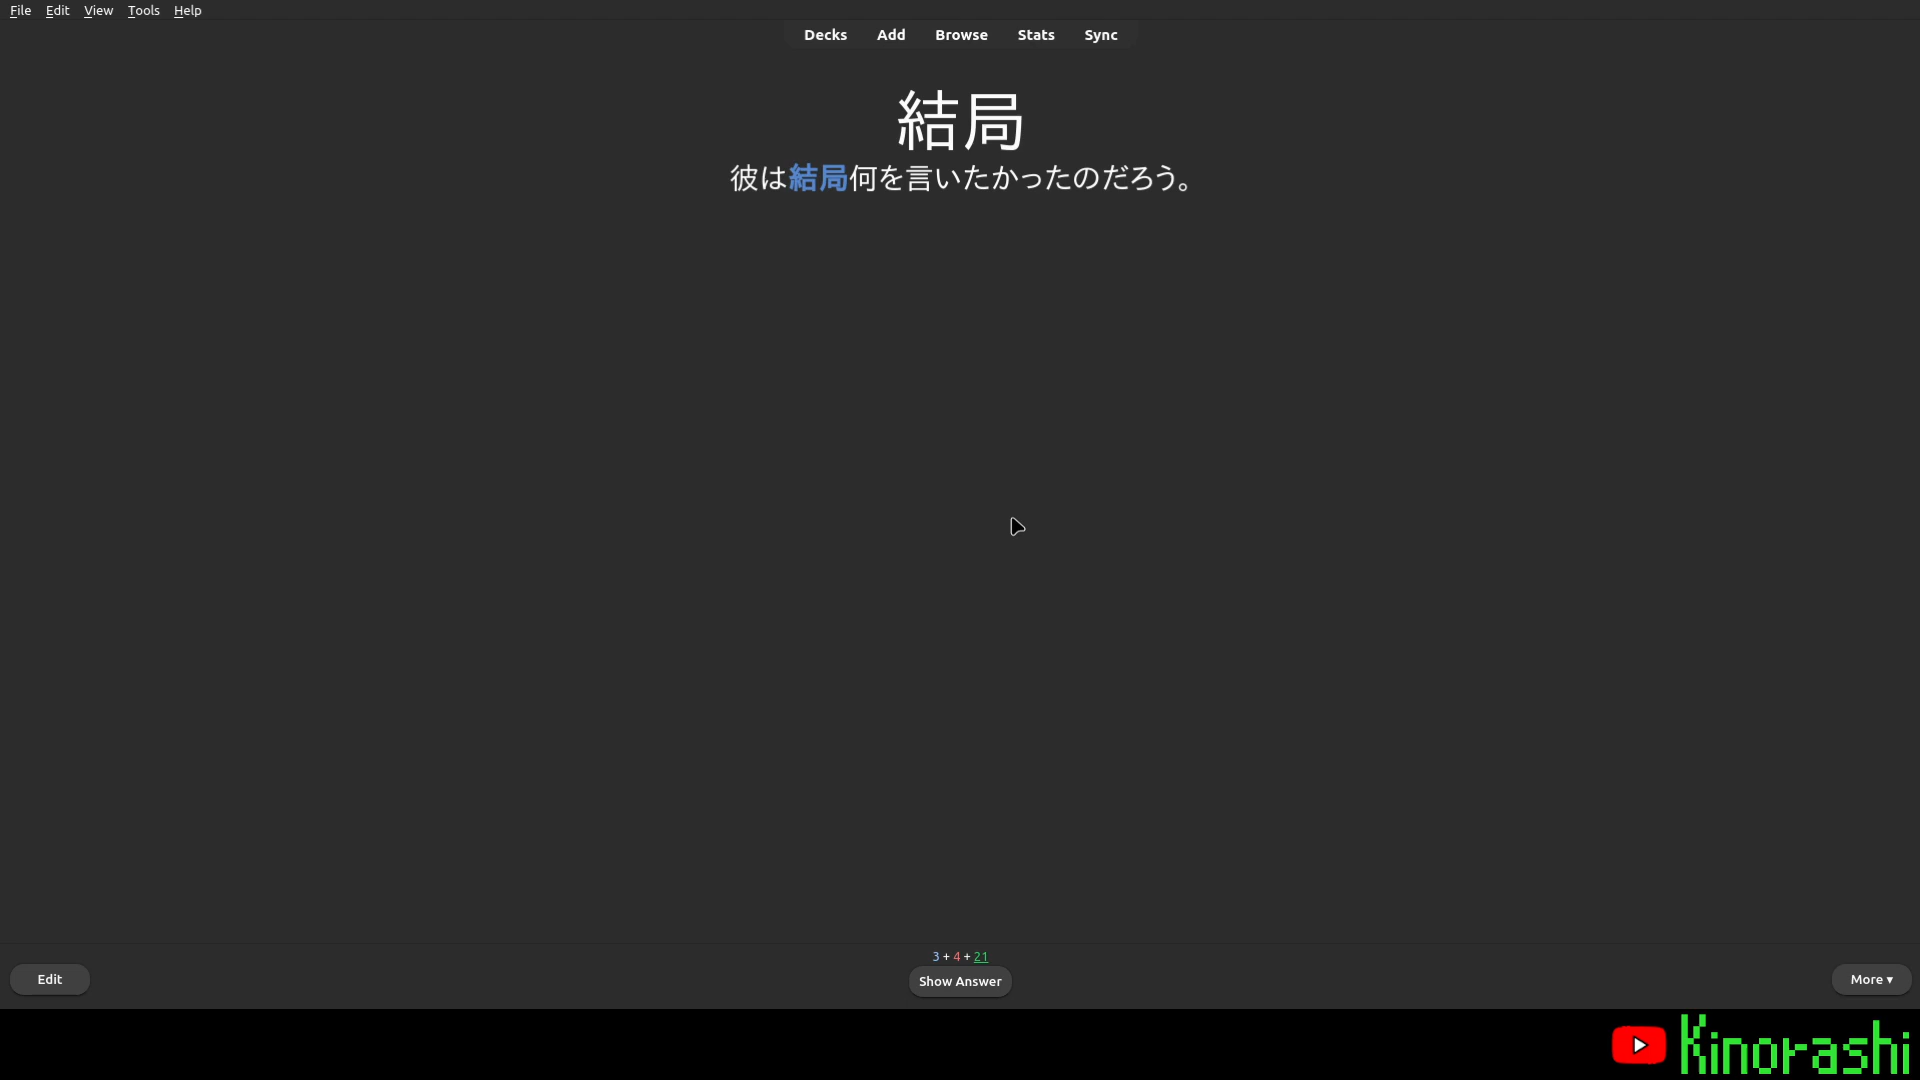 File Edit View Tools Help
Decks Add Browse Stats Sync
結局
彼は結局何を言いたかったのだろう。
3 + 4 + 21
Edit Show Answer More ▾
Kinorashi